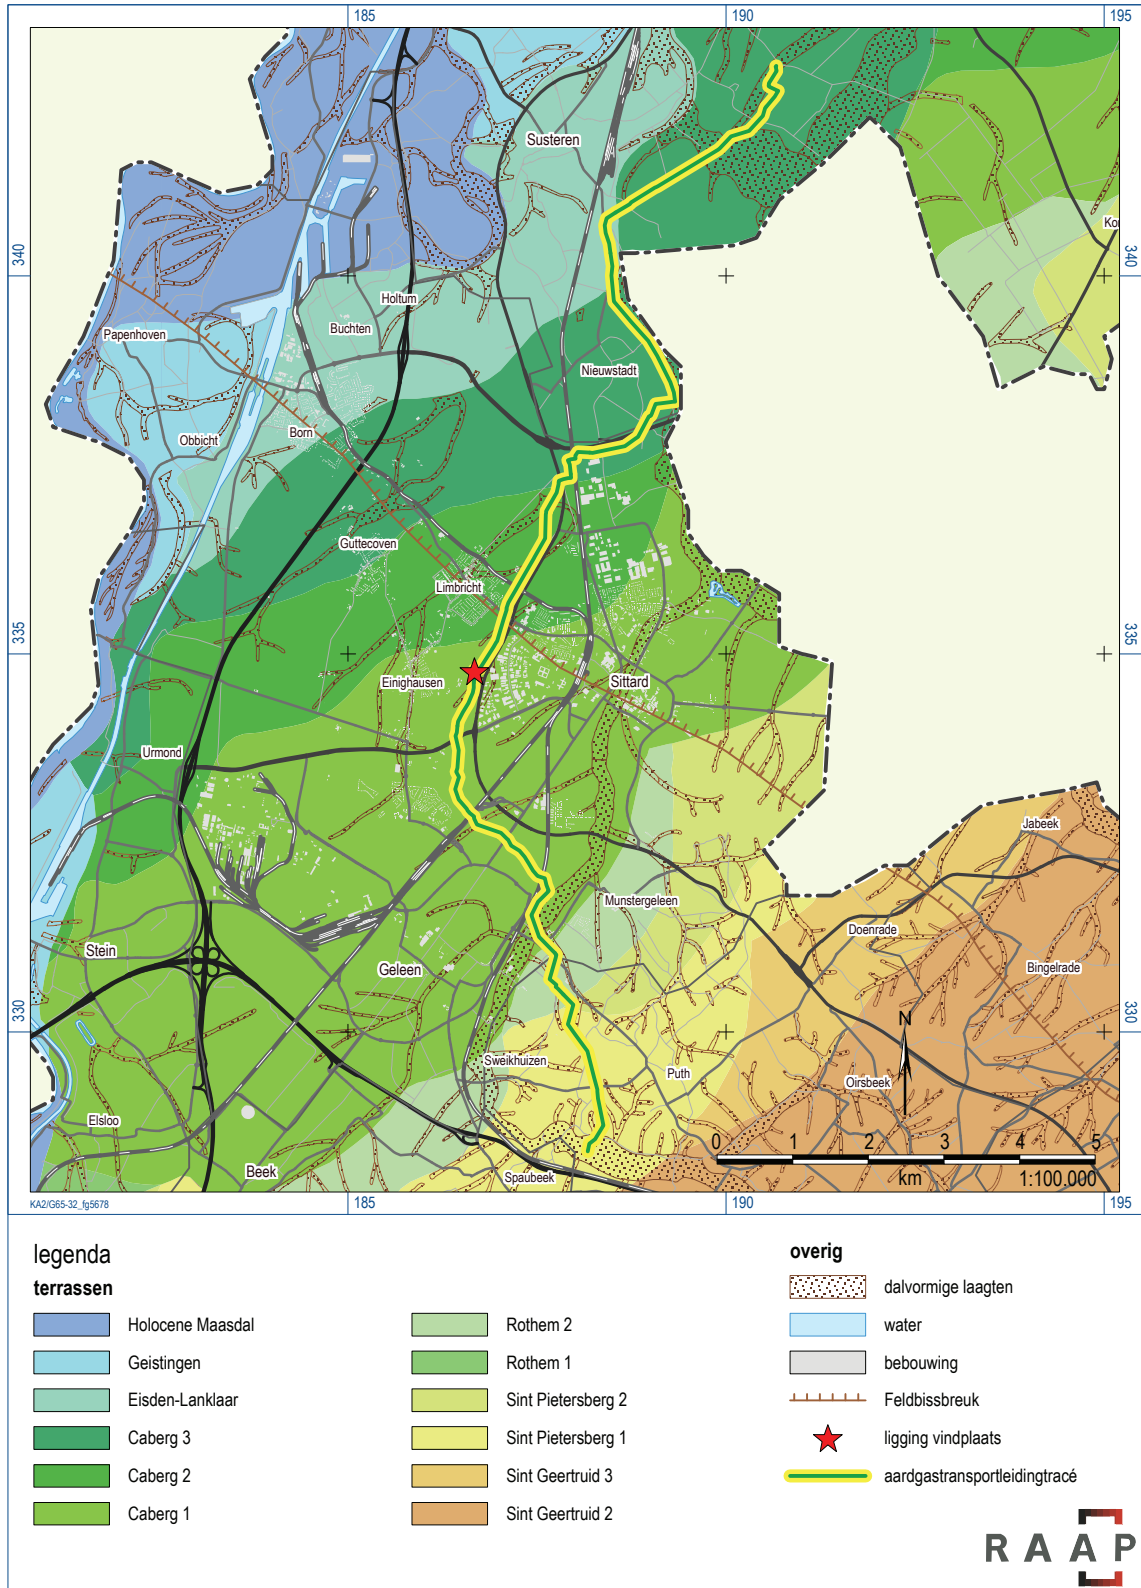 185
190
195
Susteren
Kor
340
340
Holtum
Papenhoven
Buchten
Nieuwstadt
Obbicht
Born
Guttecoven
Limbricht
335
335
Einighausen
Sittard
Urmond
Jabeek
Munstergeleen
Doenrade
Stein
Geleen
Bingelrade
330
330
N
Sweikhuizen
Puth
Oirsbeek
Elsloo
0 1 2 3 4 5
Beek
Spaubeek
km 1:100.000
KA2/G65-32_fg5678
185
190
195
legenda
terrassen
Holocene Maasdal
Geistingen
Eisden-Lanklaar
Caberg 3
Caberg 2
Caberg 1
Rothem 2
Rothem 1
Sint Pietersberg 2
Sint Pietersberg 1
Sint Geertruid 3
Sint Geertruid 2
overig
dalvormige laagten
water
bebouwing
Feldbissbreuk
ligging vindplaats
aardgastransportleidingtracé
RAAP